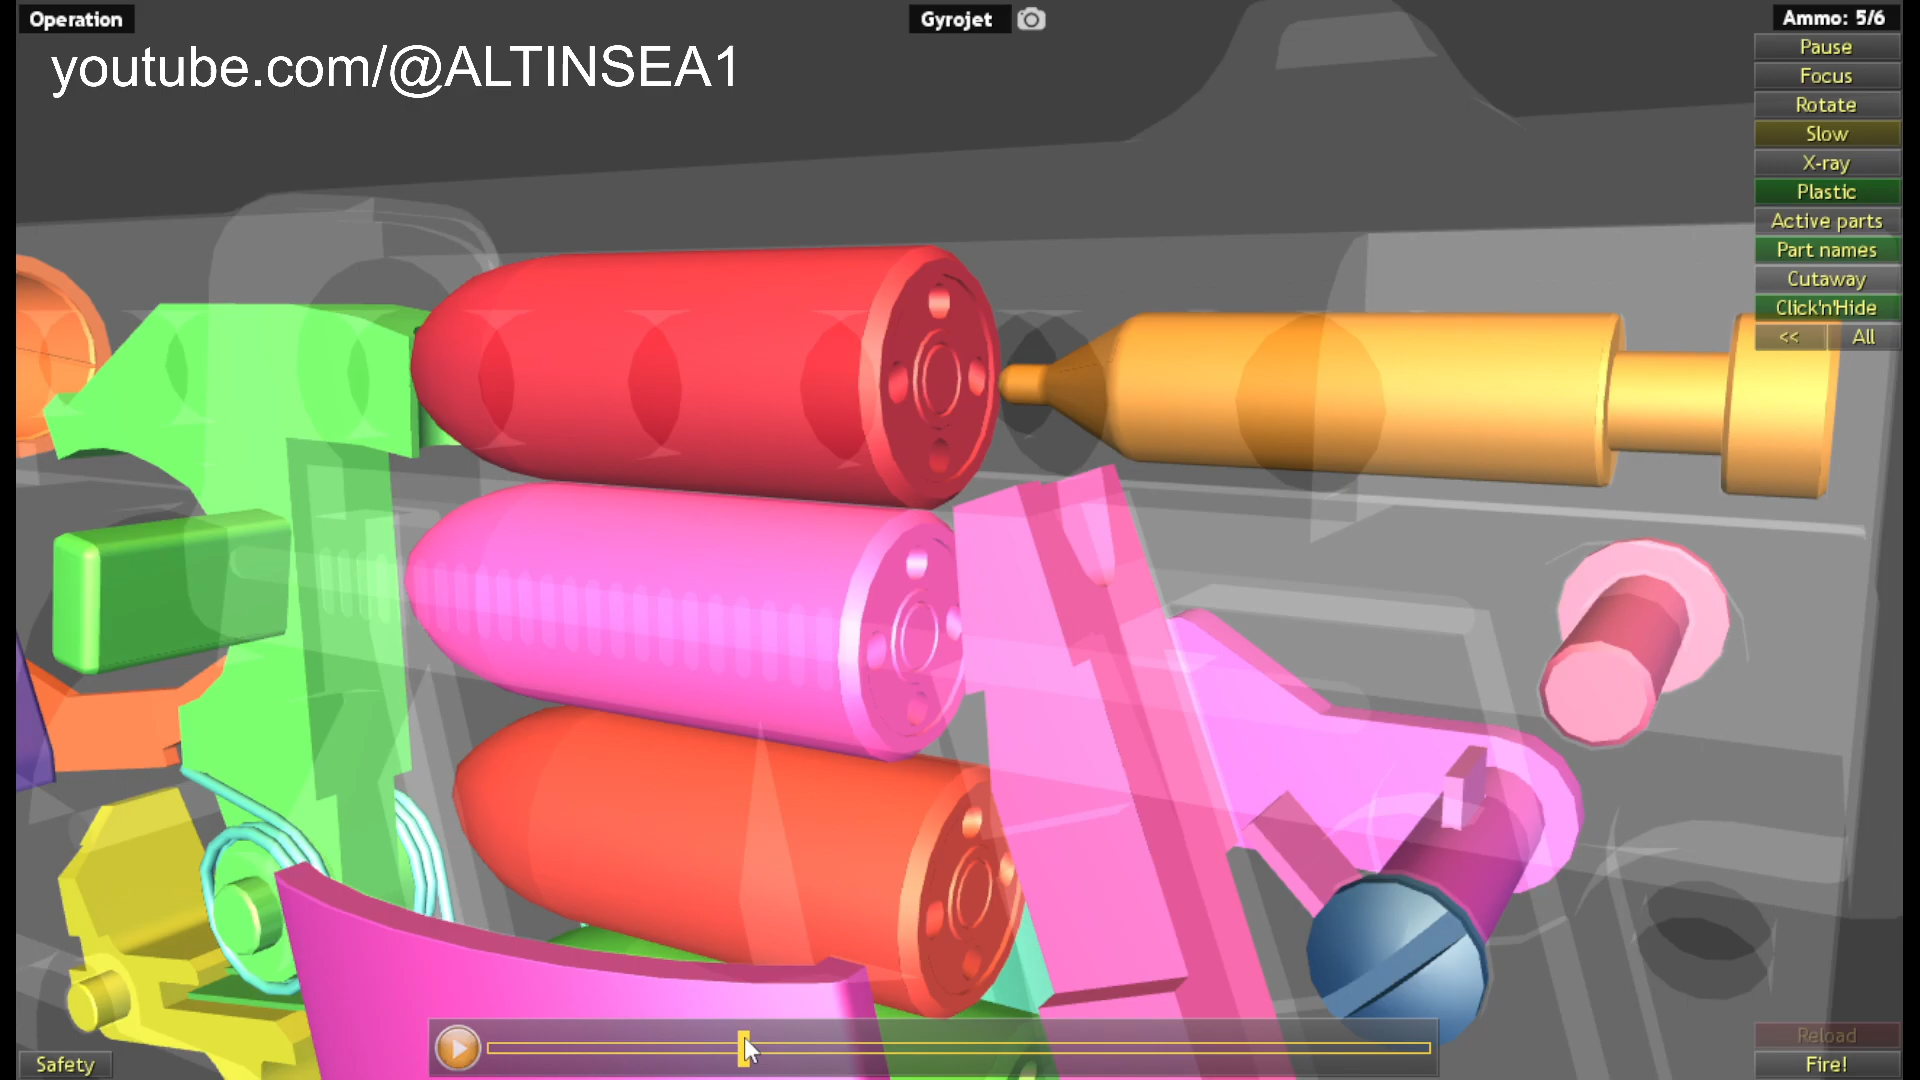 Operation
Gyrojet
Ammo: 5/6
youtube.com/@ALTINSEA1
Pause
Focus
Rotate
Slow
X-ray
Plastic
Active parts
Part names
Cutaway
Click'n'Hide
<< All
Reload
Safety
Fire!